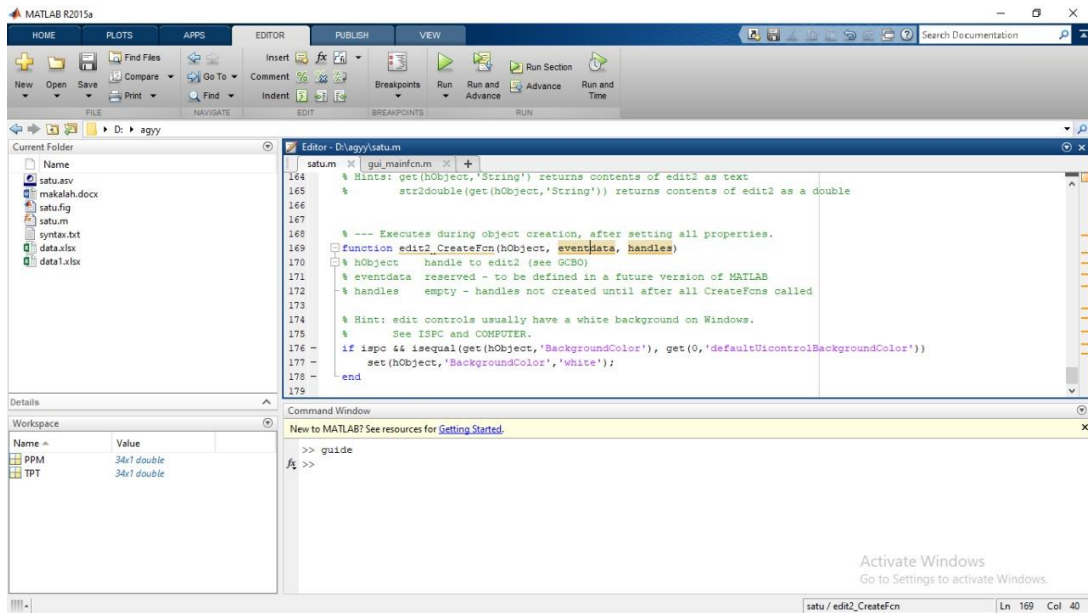 MATLAB R2015a
HOME PLOTS APPS EDITOR PUBLISH VIEW
Search Documentation
New Open Save
Find Files
Compare
Print
Go To
Find
Insert
Comment
Indent
Breakpoints
Run
Run and Advance
Run Section
Advance
Run and Time
FILE NAVIGATE EDIT BREAKPOINTS RUN
D: agyy
Current Folder
Name
satu.asv
makalah.docx
satu.fig
satu.m
syntax.txt
data.xlsx
data1.xlsx
Details
Workspace
Name Value
PPM 34x1 double
TPT 34x1 double
Editor - D:\agyy\satu.m
satu.m gui_mainfcn.m
164 % Hints: get(hObject,'String') returns contents of edit2 as text
165 % str2double(get(hObject,'String')) returns contents of edit2 as a double
166
167
168 % --- Executes during object creation, after setting all properties.
169 function edit2_CreateFcn(hObject, eventdata, handles)
170 % hObject handle to edit2 (see GCBO)
171 % eventdata reserved - to be defined in a future version of MATLAB
172 % handles empty - handles not created until after all CreateFcns called
173
174 % Hint: edit controls usually have a white background on Windows.
175 % See ISPC and COMPUTER.
176 - if ispc && isequal(get(hObject,'BackgroundColor'), get(0,'defaultUicontrolBackgroundColor'))
177 - set(hObject,'BackgroundColor','white');
178 - end
179
Command Window
New to MATLAB? See resources for Getting Started.
>> guide
fx >>
Activate Windows
Go to Settings to activate Windows.
satu / edit2_CreateFcn Ln 169 Col 40